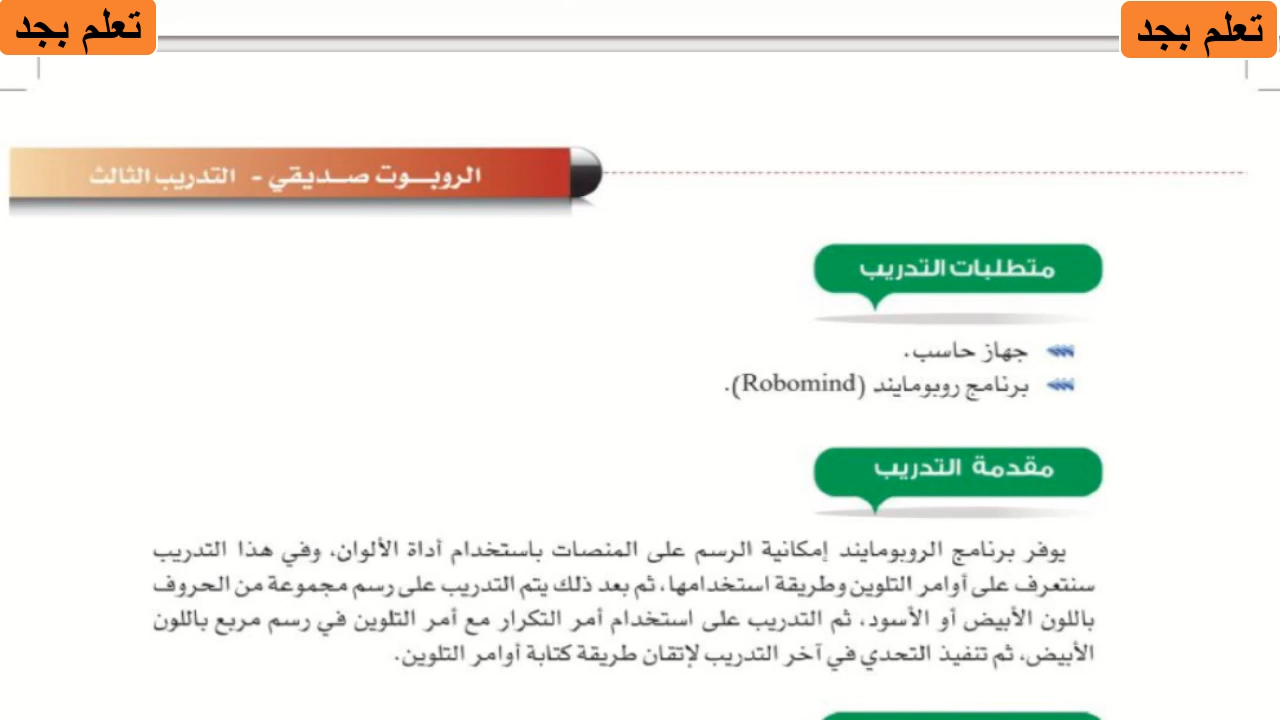 تعلم بجد
تعلم بجد
الروبوت صديقي - التدريب الثالث
متطلبات التدريب
جهاز حاسب.
برنامج روبومايند (Robomind).
مقدمة التدريب
يوفر برنامج الروبومايند إمكانية الرسم على المنصات باستخدام أداة الألوان، وفي هذا التدريب
سنتعرف على أوامر التلوين وطريقة استخدامها، ثم بعد ذلك يتم التدريب على رسم مجموعة من الحروف
باللون الأبيض أو الأسود، ثم التدريب على استخدام أمر التكرار مع أمر التلوين في رسم مربع باللون
الأبيض، ثم تنفيذ التحدي في آخر التدريب لإتقان طريقة كتابة أوامر التلوين.